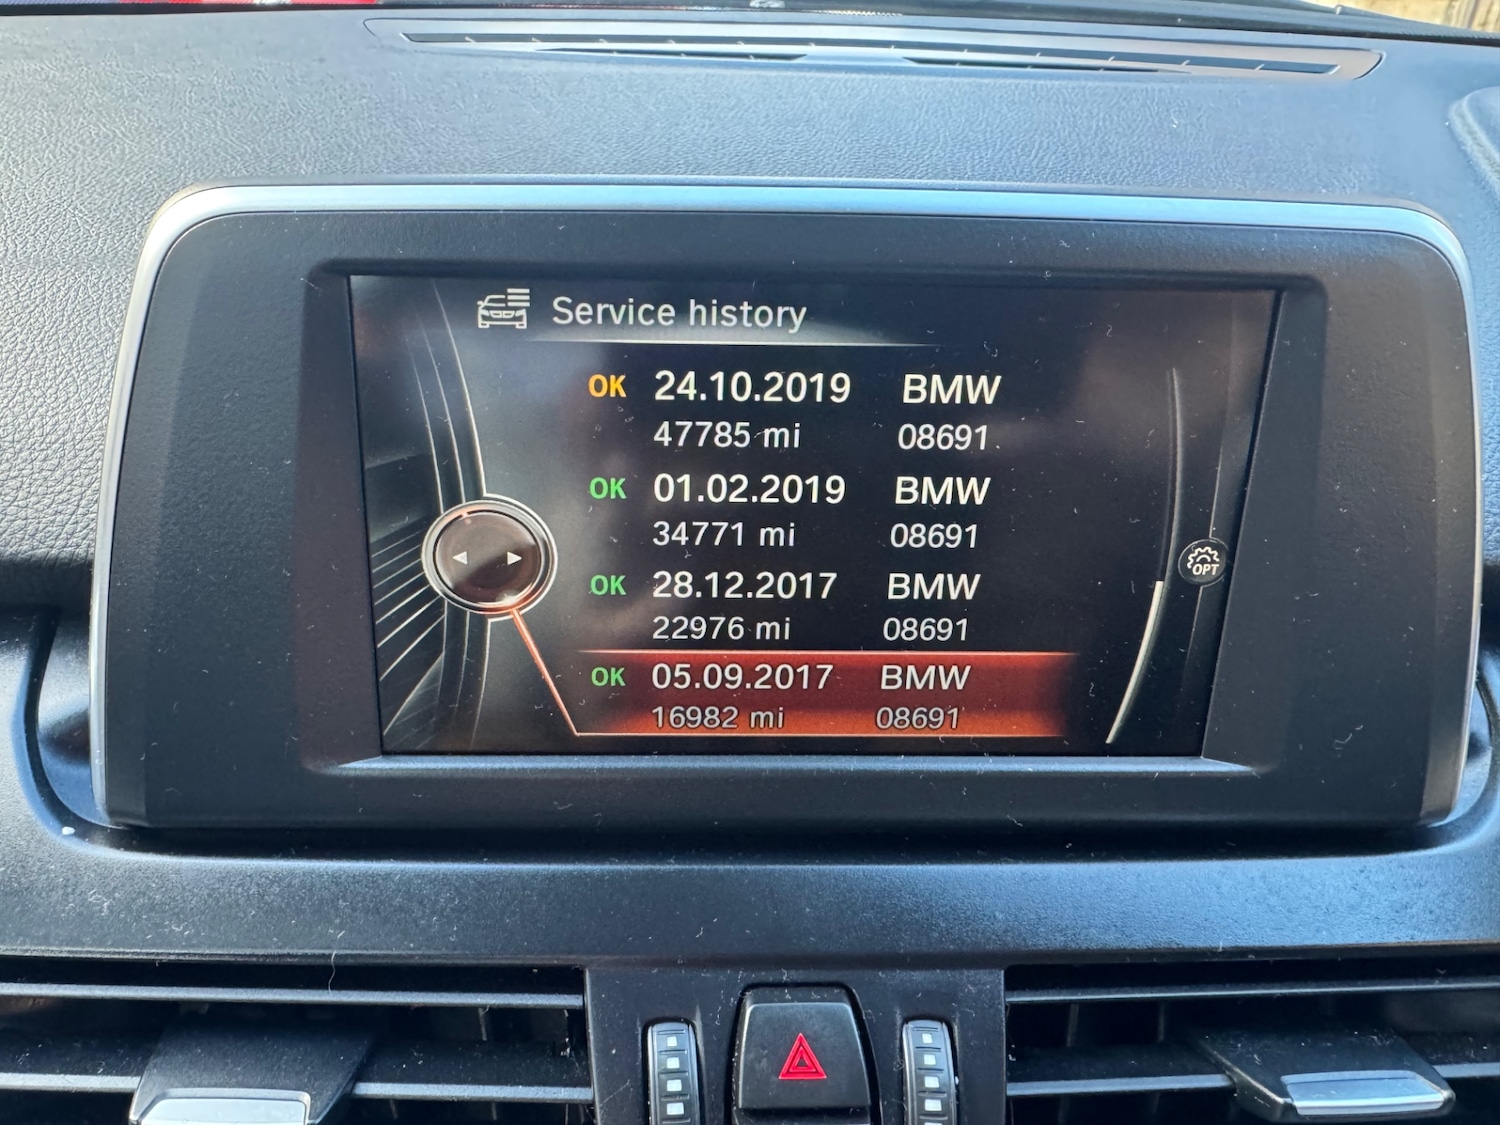 Service history
OK 24.10.2019 BMW
47785 mi 08691
OK 01.02.2019 BMW
34771 mi 08691
OK 28.12.2017 BMW
22976 mi 08691
OK 05.09.2017 BMW
16982 mi 08691
OPT